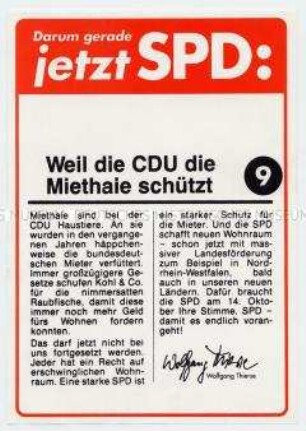 Darum gerade
jetzt SPD:
Weil die CDU die
Miethaie schützt
9
Miethaie sind bei der
CDU Haustiere. An sie
wurden in den vergange-
nen Jahren häppchen-
weise die bundesdeut-
schen Mieter verfüttert.
Immer großzügigere Ge-
setze schufen Kohl & Co.
für die nimmersatten
Raubfische, damit diese
immer noch mehr Geld
fürs Wohnen fordern
konnten.
Das darf jetzt nicht bei
uns fortgesetzt werden.
Jeder hat ein Recht auf
erschwinglichen Wohn-
raum. Eine starke SPD ist
ein starker Schutz für
die Mieter. Und die SPD
schafft neuen Wohnraum
– schon jetzt mit mas-
siver Landesförderung
zum Beispiel in Nord-
rhein-Westfalen, bald
auch in unseren neuen
Ländern. Dafür braucht
die SPD am 14. Okto-
ber Ihre Stimme. SPD –
damit es endlich voran-
geht!
Wolfgang Thierse
Wolfgang Thierse